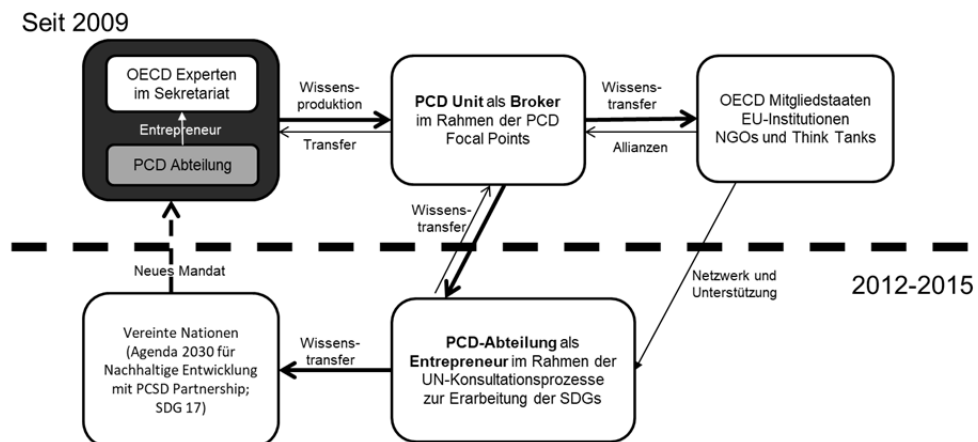 Seit 2009
OECD Experten
im Sekretariat
Entrepreneur
PCD Abteilung
Wissens-
produktion
Transfer
PCD Unit als Broker
im Rahmen der PCD
Focal Points
Wissens-
transfer
Allianzen
OECD Mitgliedstaaten
EU-Institutionen
NGOs und Think Tanks
Wissens-
transfer
Neues Mandat
Netzwerk und
Unterstützung
2012-2015
Vereinte Nationen
(Agenda 2030 für
Nachhaltige Entwicklung
mit PCSD Partnership;
SDG 17)
Wissens-
transfer
PCD-Abteilung als
Entrepreneur im Rahmen der
UN-Konsultationsprozesse
zur Erarbeitung der SDGs